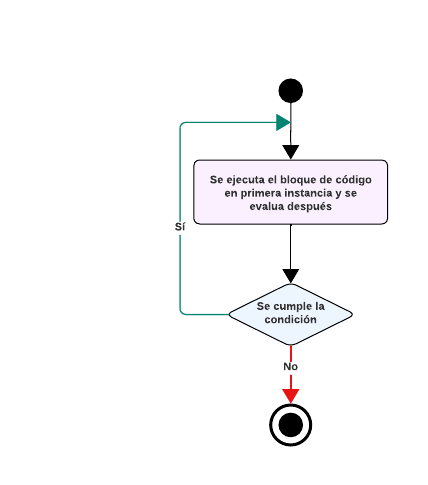 Se ejecuta el bloque de código
en primera instancia y se
evalua después
Sí
Se cumple la
condición
No